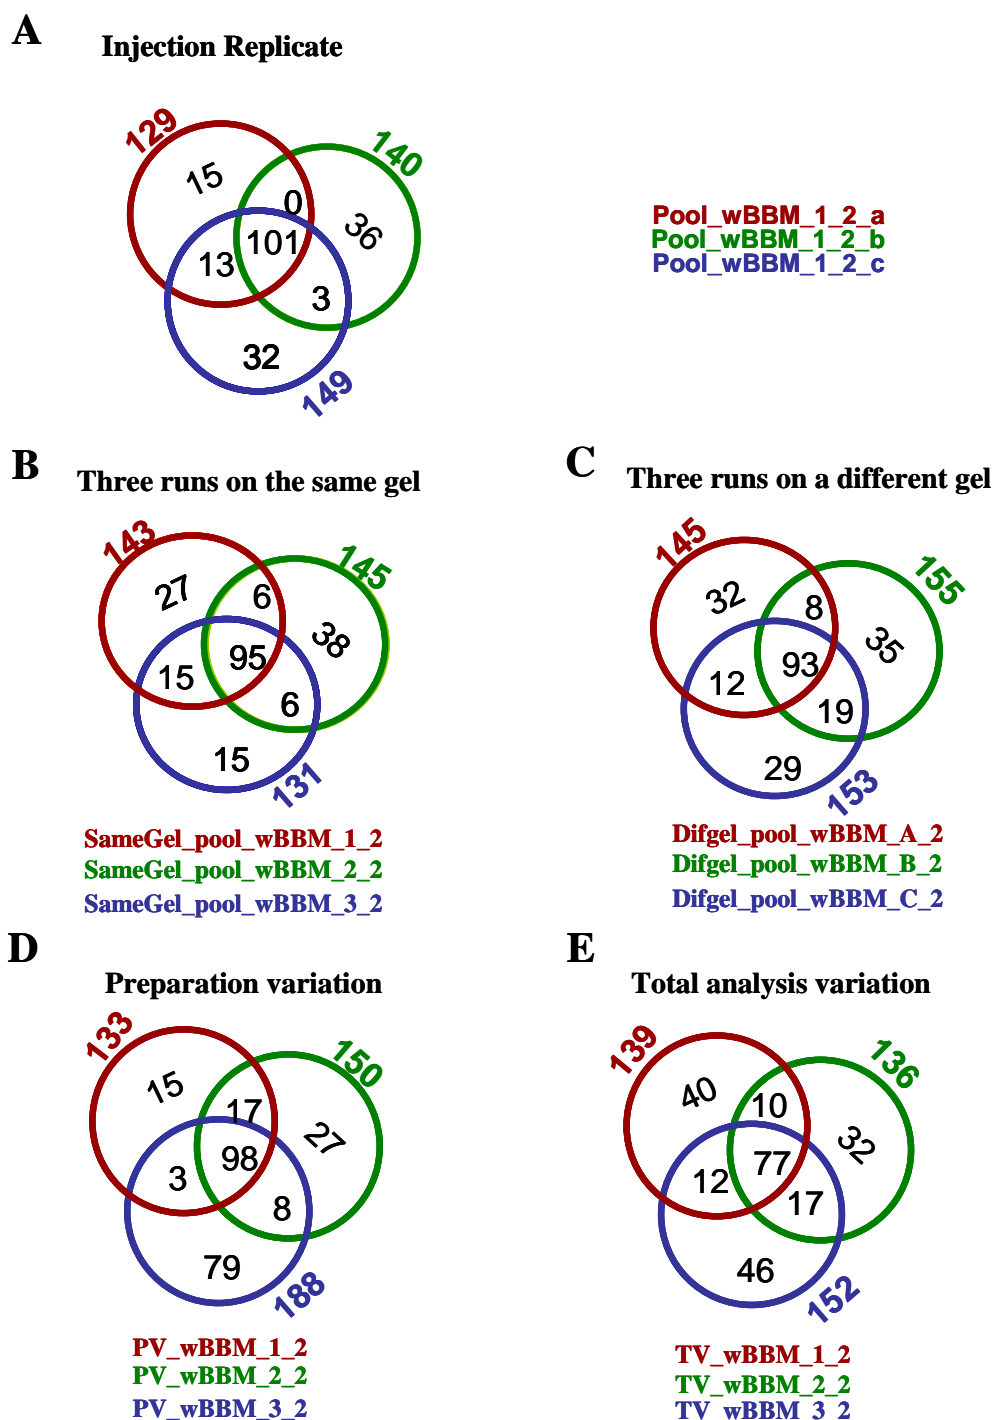 A
Injection Replicate
129
140
15
0
36
101
13
3
32
149
Pool_wBBM_1_2_a
Pool_wBBM_1_2_b
Pool_wBBM_1_2_c
B
Three runs on the same gel
143
145
27
6
38
95
15
6
15
131
SameGel_pool_wBBM_1_2
SameGel_pool_wBBM_2_2
SameGel_pool_wBBM_3_2
C
Three runs on a different gel
145
155
32
8
35
93
12
19
29
153
Difgel_pool_wBBM_A_2
Difgel_pool_wBBM_B_2
Difgel_pool_wBBM_C_2
D
Preparation variation
133
150
15
17
27
98
3
8
79
188
PV_wBBM_1_2
PV_wBBM_2_2
PV_wBBM_3_2
E
Total analysis variation
139
136
40
10
32
77
12
17
46
152
TV_wBBM_1_2
TV_wBBM_2_2
TV_wBBM_3_2